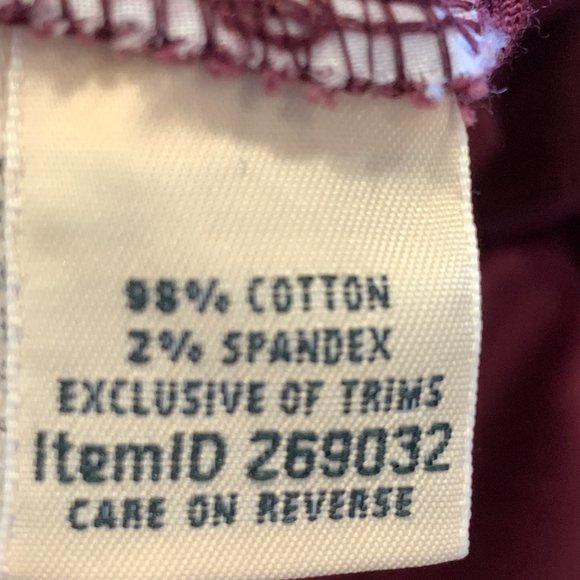 98% COTTON
2% SPANDEX
EXCLUSIVE OF TRIMS
ItemID 269032
CARE ON REVERSE